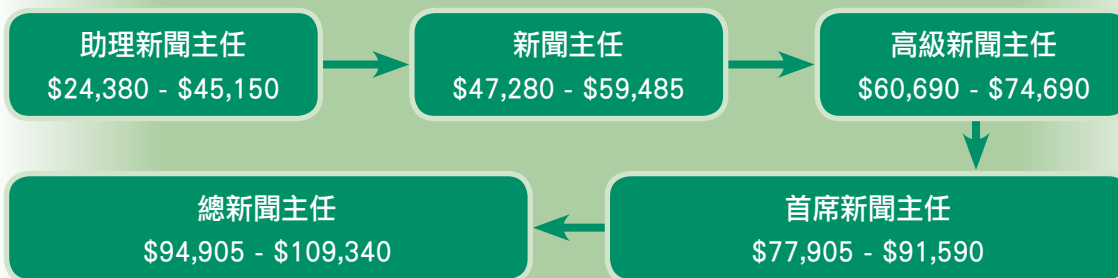 助理新聞主任
$24,380 - $45,150
新聞主任
$47,280 - $59,485
高級新聞主任
$60,690 - $74,690
首席新聞主任
$77,905 - $91,590
總新聞主任
$94,905 - $109,340